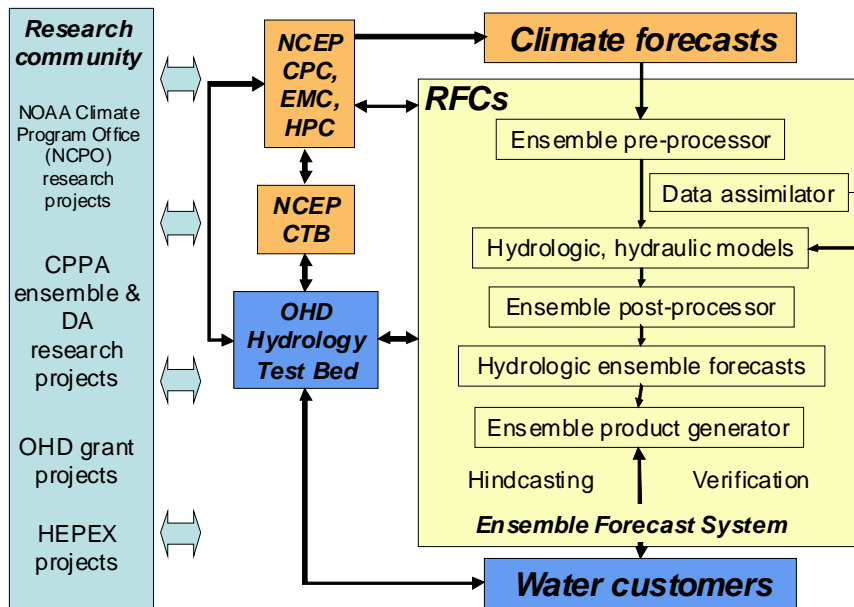 Research
community
NOAA Climate
Program Office
(NCPO)
research
projects
CPPA
ensemble &
DA
research
projects
OHD grant
projects
HEPEX
projects
NCEP
CPC,
EMC,
HPC
NCEP
CTB
OHD
Hydrology
Test Bed
Climate forecasts
RFCs
Ensemble pre-processor
Data assimilator
Hydrologic, hydraulic models
Ensemble post-processor
Hydrologic ensemble forecasts
Ensemble product generator
Hindcasting Verification
Ensemble Forecast System
Water customers